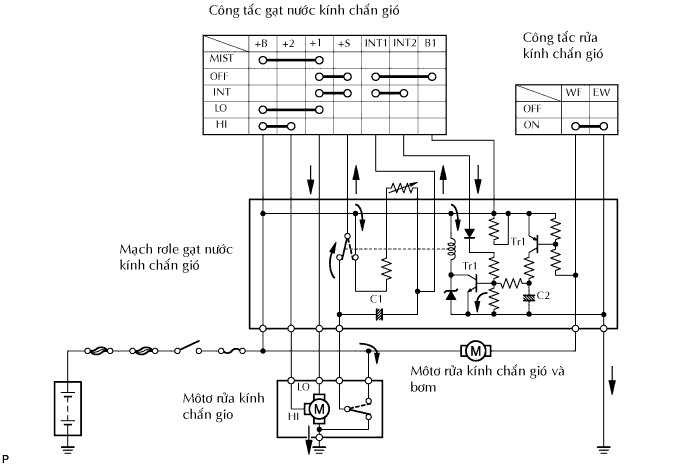 Công tắc gạt nước kính chắn gió
Công tắc rửa
kính chắn gió
+B +2 +1 +S INT1 INT2 B1
MIST
OFF
INT
LO
HI
WF EW
OFF
ON
Mạch rơle gạt nước
kính chắn gió
Tr1
Tr1
C1
C2
M
Môtơ rửa kính chắn gió và
bơm
Môtơ rửa kính
chắn gio
LO
HI
M
P